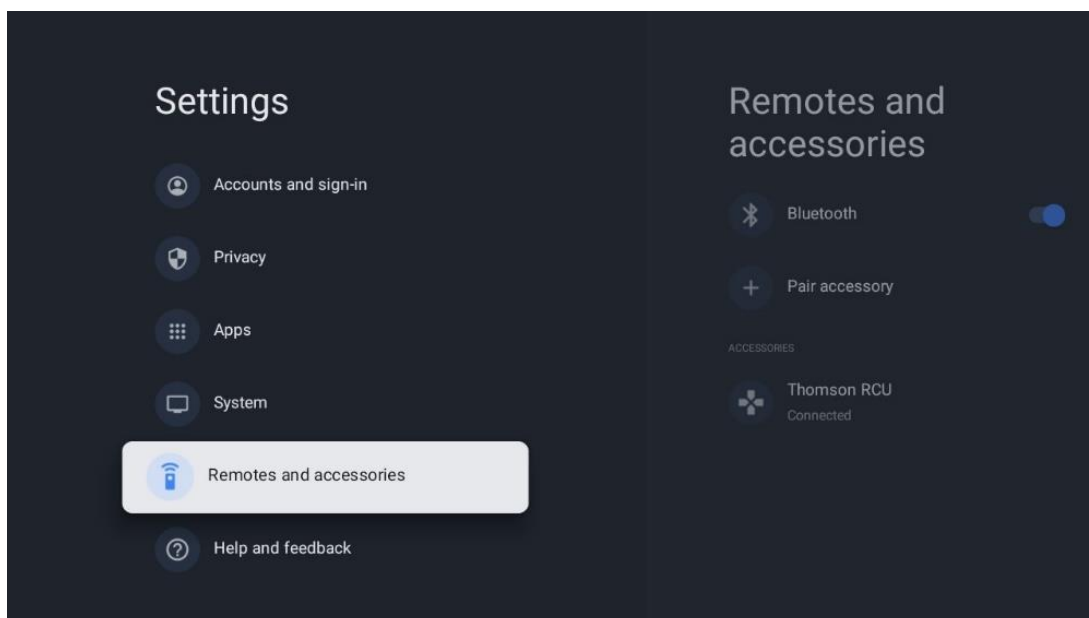 Settings
Accounts and sign-in
Privacy
Apps
System
Remotes and accessories
Help and feedback
Remotes and
accessories
Bluetooth
Pair accessory
ACCESSORIES
Thomson RCU
Connected